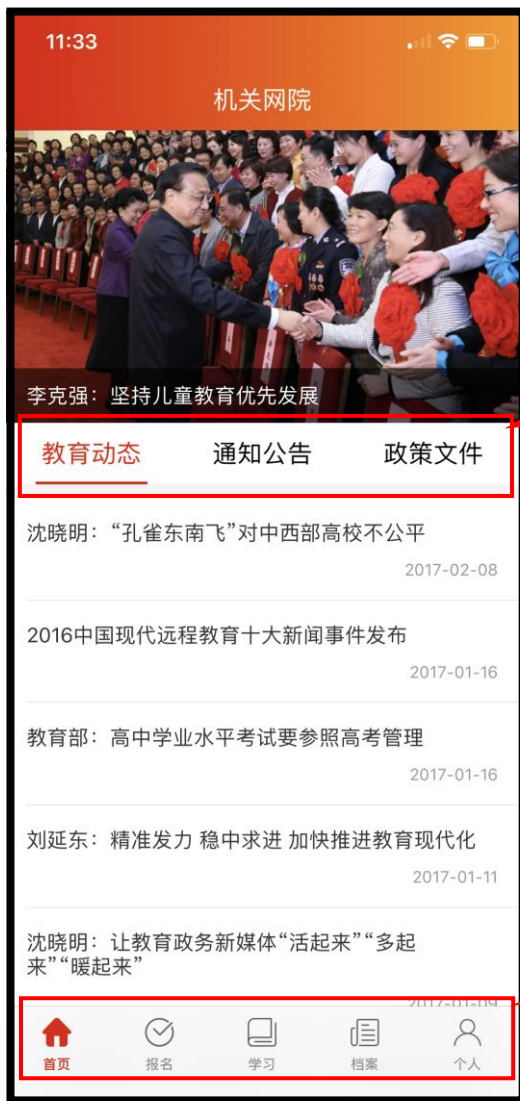 11:33
机关网院
李克强：坚持儿童教育优先发展
教育动态 通知公告 政策文件
沈晓明：“孔雀东南飞”对中西部高校不公平
2017-02-08
2016中国现代远程教育十大新闻事件发布
2017-01-16
教育部：高中学业水平考试要参照高考管理
2017-01-16
刘延东：精准发力 稳中求进 加快推进教育现代化
2017-01-11
沈晓明：让教育政务新媒体“活起来”“多起
来”“暖起来”
2017-01-09
首页 报名 学习 档案 个人